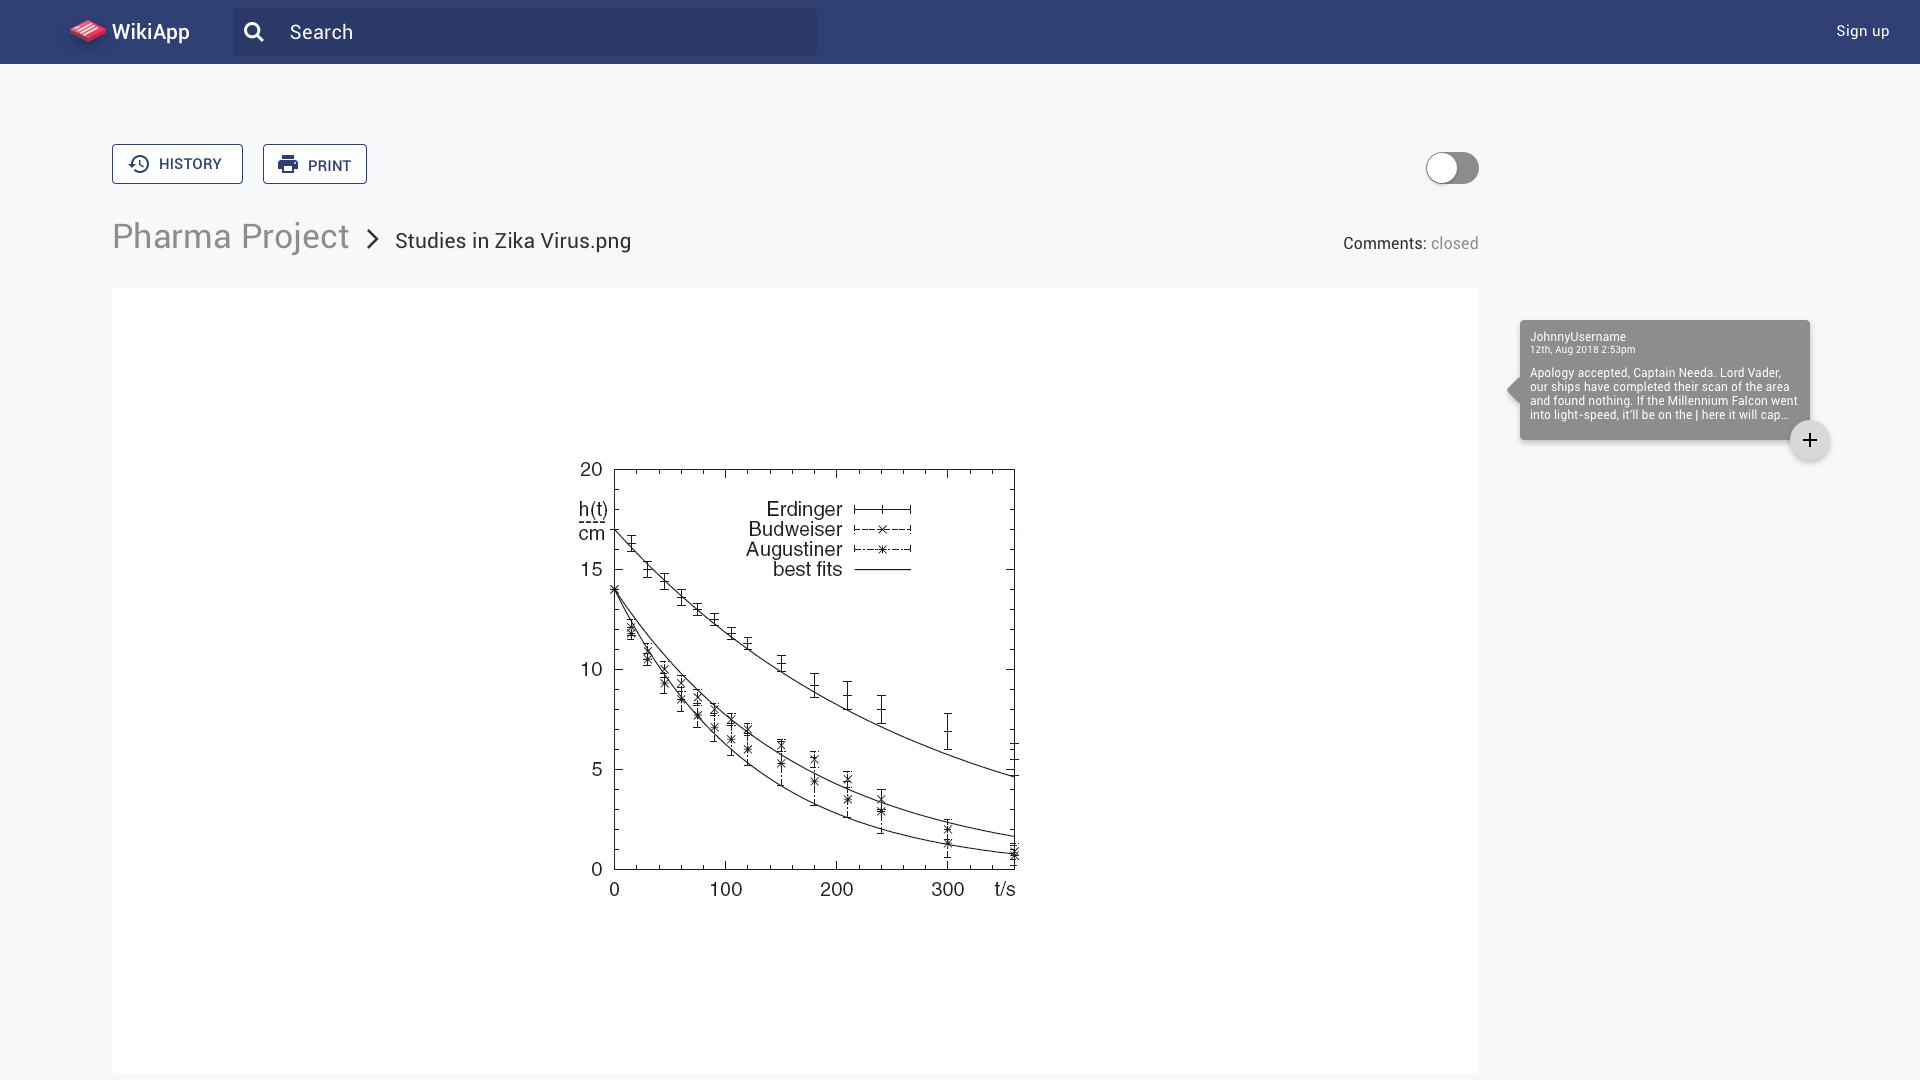 WikiApp
Search
Sign up
HISTORY
PRINT
Pharma Project
Studies in Zika Virus.png
Comments: closed
JohnnyUsername
12th, Aug 2018 2:53pm
Apology accepted, Captain Needa. Lord Vader,
our ships have completed their scan of the area
and found nothing. If the Millennium Falcon went
into light-speed, it'll be on the | here it will cap...
+
20
h(t)
cm
15
10
5
0
Erdinger
Budweiser
Augustiner
best fits
0 100 200 300 t/s